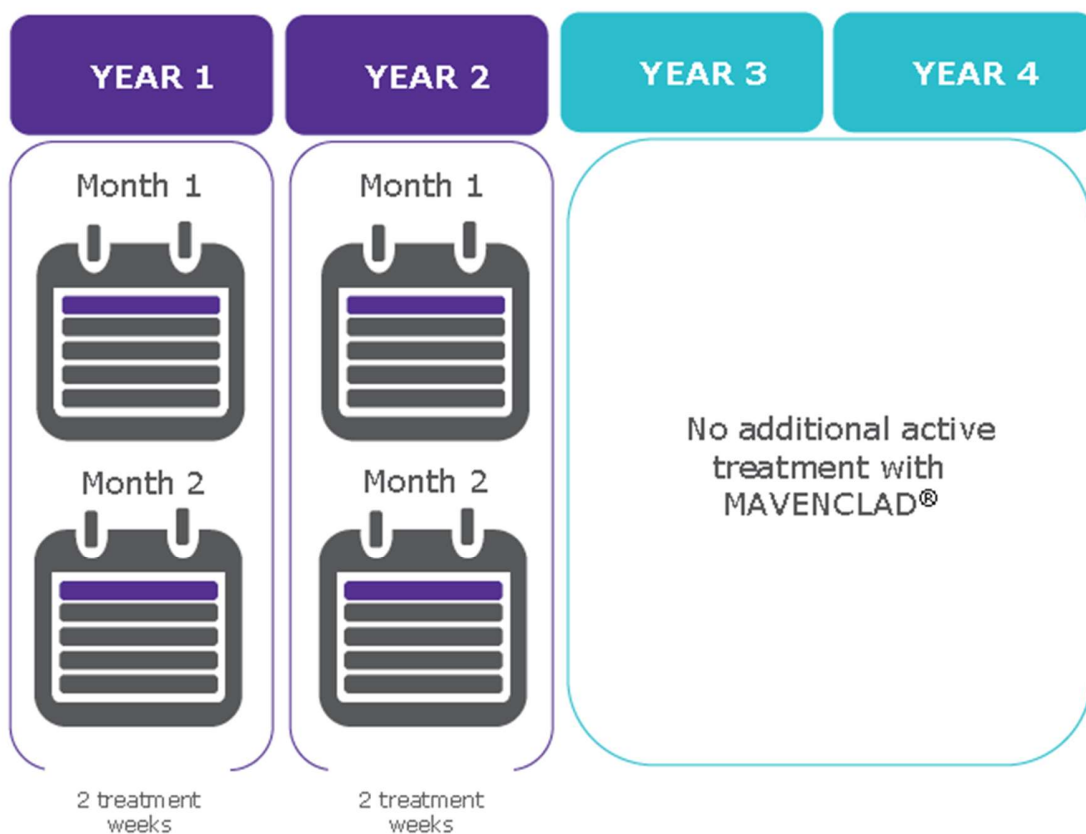 YEAR 1
YEAR 2
YEAR 3
YEAR 4
Month 1
Month 1
Month 2
Month 2
No additional active
treatment with
MAVENCLAD®
2 treatment
weeks
2 treatment
weeks